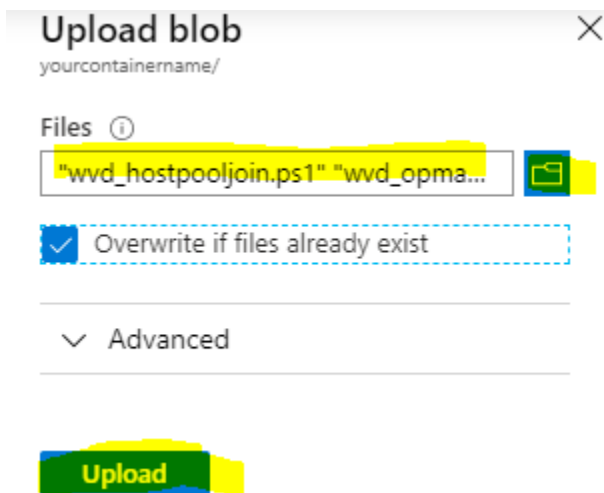 Upload blob
yourcontainername/
Files
"wvd_hostpooljoin.ps1" "wvd_opma...
Overwrite if files already exist
Advanced
Upload